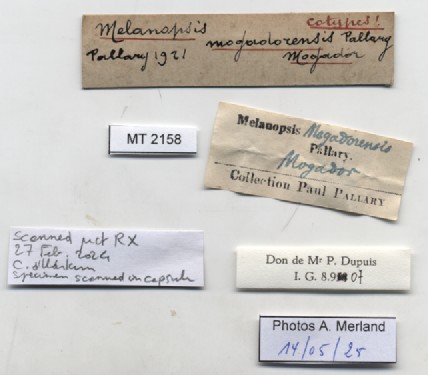 cotypes!
Melanopsis mogadorensis Pallary
Pallary 1921 Mogador
MT 2158
Melanopsis Mogadorensis
Pallary.
Mogador
Collection Paul PALLARY
Scanned µct RX
27 Feb. 2024
specimen scanned in capsule
Don de Mr P. Dupuis
I. G. 8.907
Photos A. Merland
14/05/25